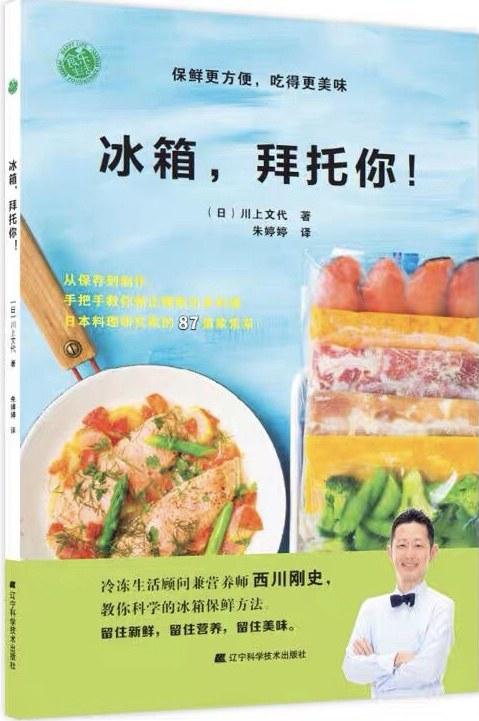 保鲜更方便，吃得更美味
冰箱，拜托你！
（日）川上文代 著
朱婷婷 译
从保存到制作
手把手教你
日本料理研究家的87道家常菜
冷冻生活顾问兼营养师 西川刚史，
教你科学的冰箱保鲜方法。
留住新鲜，留住营养，留住美味。
辽宁科学技术出版社
冰箱，拜托你！
（日）川上文代 著
朱婷婷 译
辽宁科学技术出版社